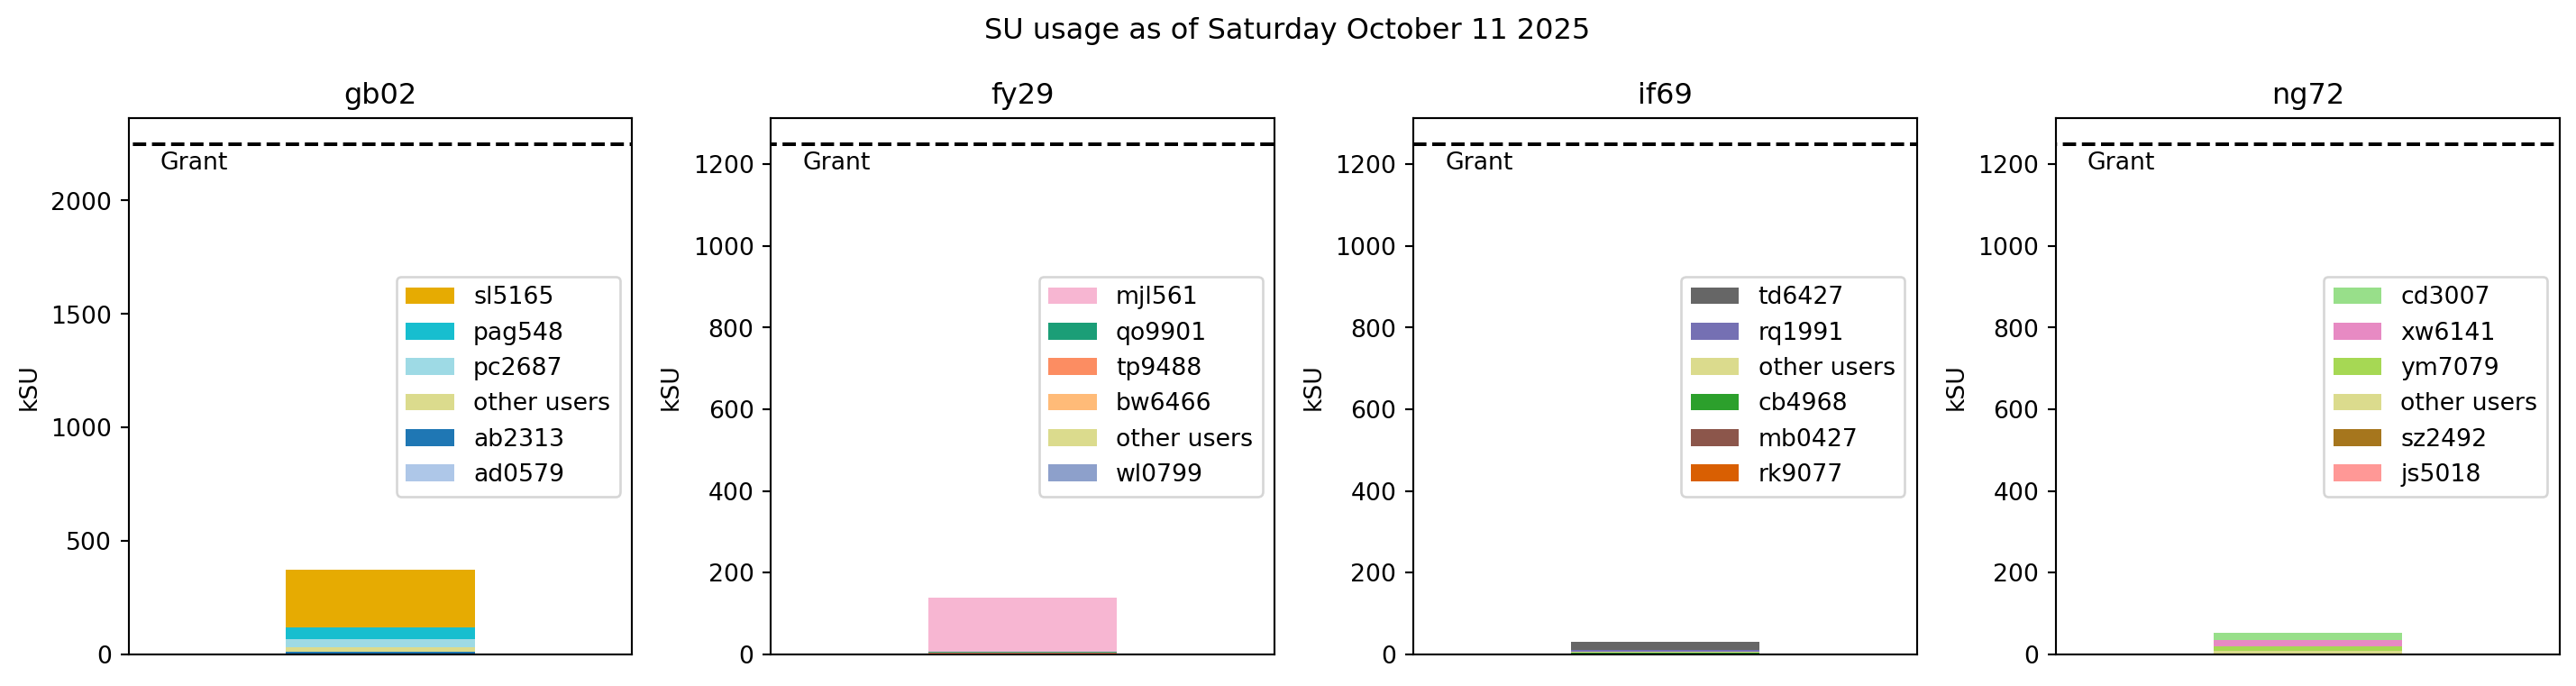 SU usage as of Saturday October 11 2025
gb02
Grant
2000
1500
1000
500
0
kSU
sl5165
pag548
pc2687
other users
ab2313
ad0579
fy29
Grant
1200
1000
800
600
400
200
0
kSU
mjl561
qo9901
tp9488
bw6466
other users
wl0799
if69
Grant
1200
1000
800
600
400
200
0
kSU
td6427
rq1991
other users
cb4968
mb0427
rk9077
ng72
Grant
1200
1000
800
600
400
200
0
kSU
cd3007
xw6141
ym7079
other users
sz2492
js5018